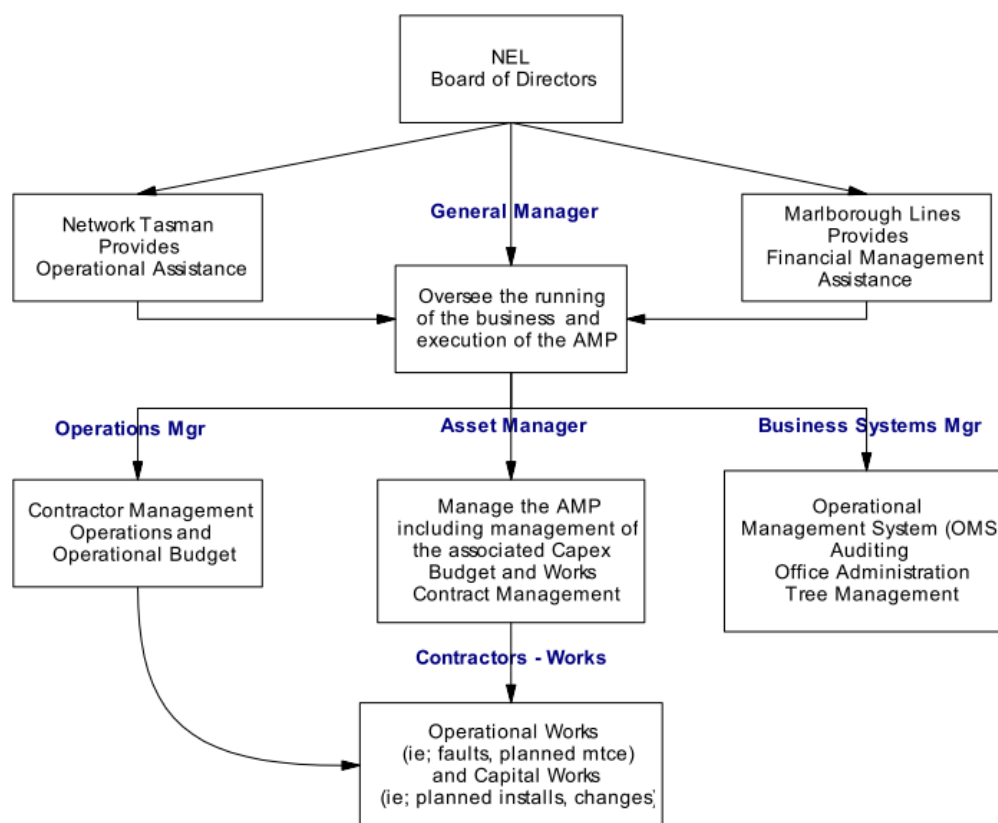 NEL
Board of Directors
Network Tasman
Provides
Operational Assistance
General Manager
Marlborough Lines
Provides
Financial Management
Assistance
Oversee the running
of the business and
execution of the AMP
Operations Mgr
Asset Manager
Business Systems Mgr
Contractor Management
Operations and
Operational Budget
Manage the AMP
including management of
the associated Capex
Budget and Works
Contract Management
Operational
Management System (OMS
Auditing
Office Administration
Tree Management
Contractors - Works
Operational Works
(ie; faults, planned mtce)
and Capital Works
(ie; planned installs, changes)